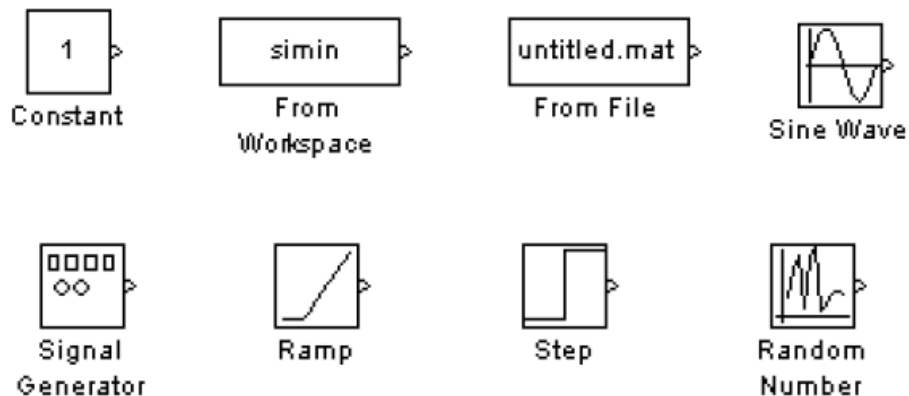 1
simin
untitled.mat
Constant
From
Workspace
From File
Sine Wave
Signal
Generator
Ramp
Step
Random
Number